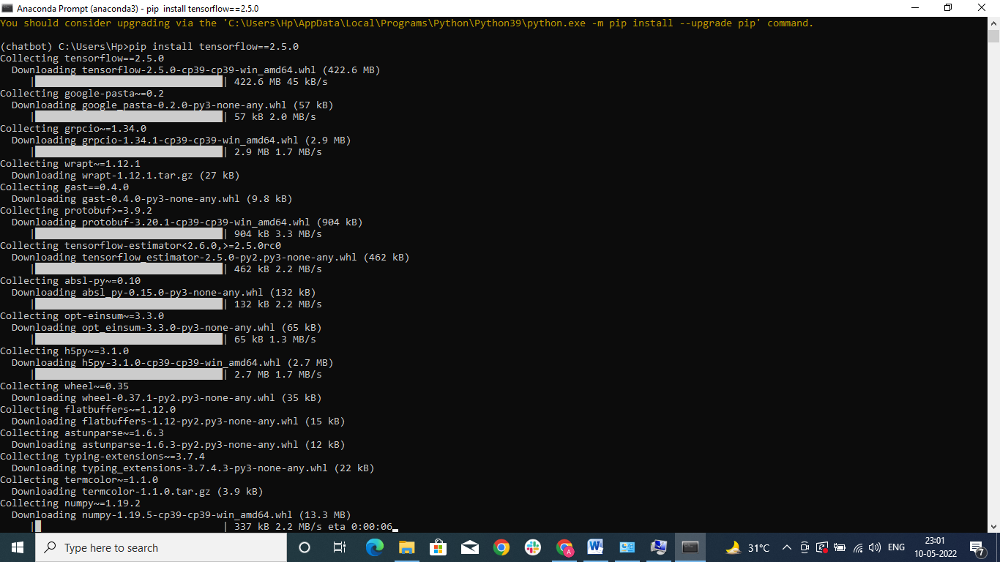 Anaconda Prompt (anaconda3) - pip  install tensorflow==2.5.0
You should consider upgrading via the 'C:\Users\Hp\AppData\Local\Programs\Python\Python39\python.exe -m pip install --upgrade pip' command.
(chatbot) C:\Users\Hp>pip install tensorflow==2.5.0
Collecting tensorflow==2.5.0
  Downloading tensorflow-2.5.0-cp39-cp39-win_amd64.whl (422.6 MB)
     |████████████████████████████████| 422.6 MB 45 kB/s
Collecting google-pasta~=0.2
  Downloading google_pasta-0.2.0-py3-none-any.whl (57 kB)
     |████████████████████████████████| 57 kB 2.0 MB/s
Collecting grpcio~=1.34.0
  Downloading grpcio-1.34.1-cp39-cp39-win_amd64.whl (2.9 MB)
     |████████████████████████████████| 2.9 MB 1.7 MB/s
Collecting wrapt~=1.12.1
  Downloading wrapt-1.12.1.tar.gz (27 kB)
Collecting gast==0.4.0
  Downloading gast-0.4.0-py3-none-any.whl (9.8 kB)
Collecting protobuf>=3.9.2
  Downloading protobuf-3.20.1-cp39-cp39-win_amd64.whl (904 kB)
     |████████████████████████████████| 904 kB 3.3 MB/s
Collecting tensorflow-estimator<2.6.0,>=2.5.0rc0
  Downloading tensorflow_estimator-2.5.0-py2.py3-none-any.whl (462 kB)
     |████████████████████████████████| 462 kB 2.2 MB/s
Collecting absl-py~=0.10
  Downloading absl_py-0.15.0-py3-none-any.whl (132 kB)
     |████████████████████████████████| 132 kB 2.2 MB/s
Collecting opt-einsum~=3.3.0
  Downloading opt_einsum-3.3.0-py3-none-any.whl (65 kB)
     |████████████████████████████████| 65 kB 1.3 MB/s
Collecting h5py~=3.1.0
  Downloading h5py-3.1.0-cp39-cp39-win_amd64.whl (2.7 MB)
     |████████████████████████████████| 2.7 MB 1.7 MB/s
Collecting wheel~=0.35
  Downloading wheel-0.37.1-py2.py3-none-any.whl (35 kB)
Collecting flatbuffers~=1.12.0
  Downloading flatbuffers-1.12-py2.py3-none-any.whl (15 kB)
Collecting astunparse~=1.6.3
  Downloading astunparse-1.6.3-py2.py3-none-any.whl (12 kB)
Collecting typing-extensions~=3.7.4
  Downloading typing_extensions-3.7.4.3-py3-none-any.whl (22 kB)
Collecting termcolor~=1.1.0
  Downloading termcolor-1.1.0.tar.gz (3.9 kB)
Collecting numpy~=1.19.2
  Downloading numpy-1.19.5-cp39-cp39-win_amd64.whl (13.3 MB)
     |█                               | 337 kB 2.2 MB/s eta 0:00:06
Type here to search
31°C
ENG
23:01
10-05-2022
7